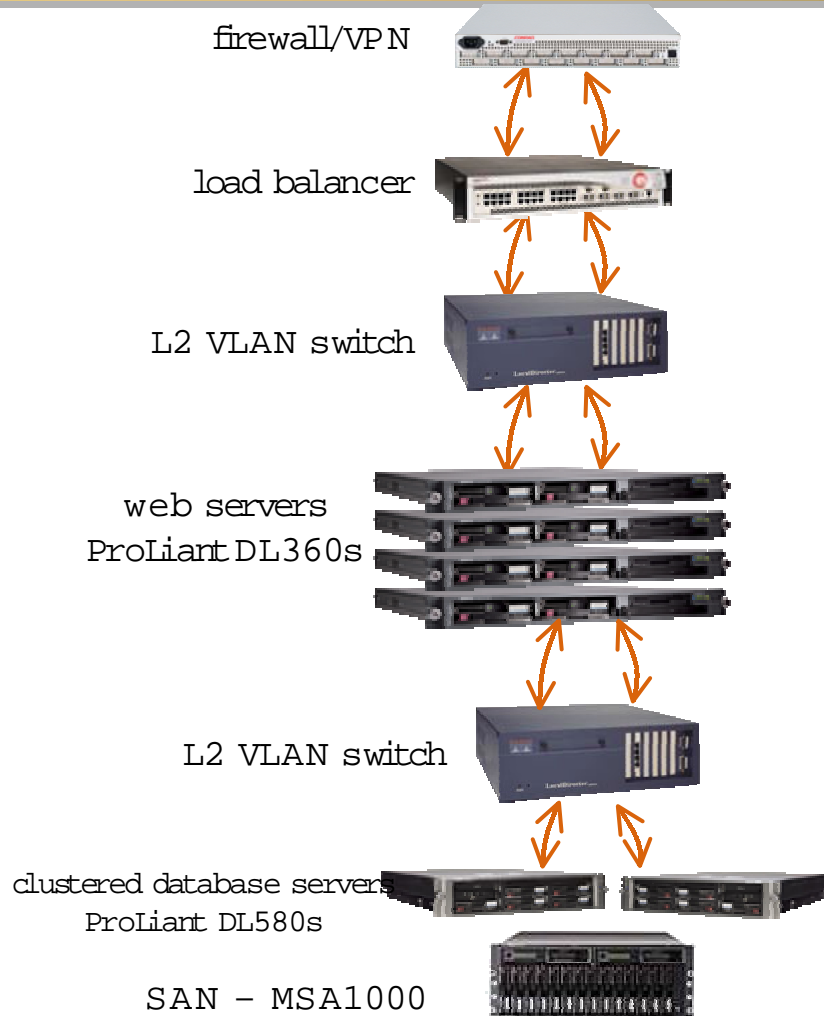 firewall/VPN
load balancer
L2 VLAN switch
web servers
ProLiant DL360s
L2 VLAN switch
clustered database servers
ProLiant DL580s
SAN – MSA1000